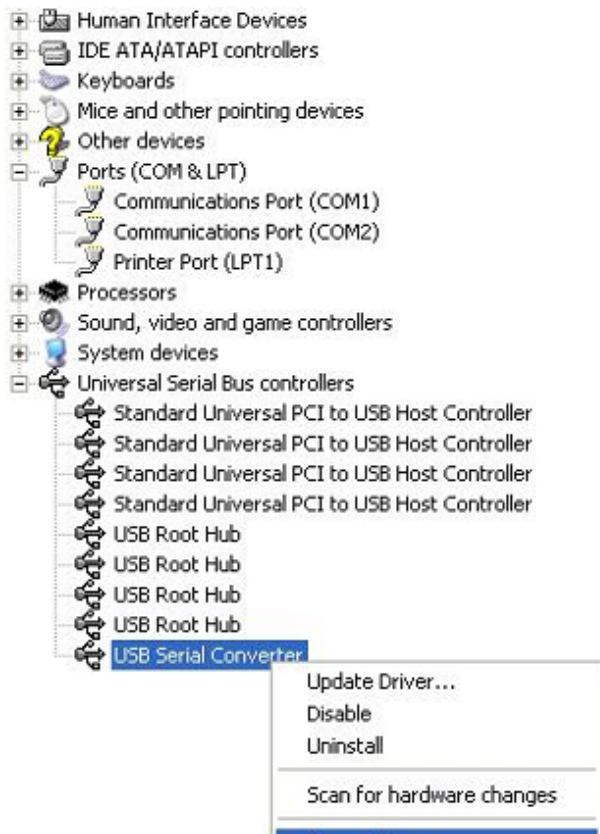 Human Interface Devices
IDE ATA/ATAPI controllers
Keyboards
Mice and other pointing devices
Other devices
Ports (COM & LPT)
Communications Port (COM1)
Communications Port (COM2)
Printer Port (LPT1)
Processors
Sound, video and game controllers
System devices
Universal Serial Bus controllers
Standard Universal PCI to USB Host Controller
Standard Universal PCI to USB Host Controller
Standard Universal PCI to USB Host Controller
Standard Universal PCI to USB Host Controller
USB Root Hub
USB Root Hub
USB Root Hub
USB Root Hub
USB Serial Converter
Update Driver...
Disable
Uninstall
Scan for hardware changes